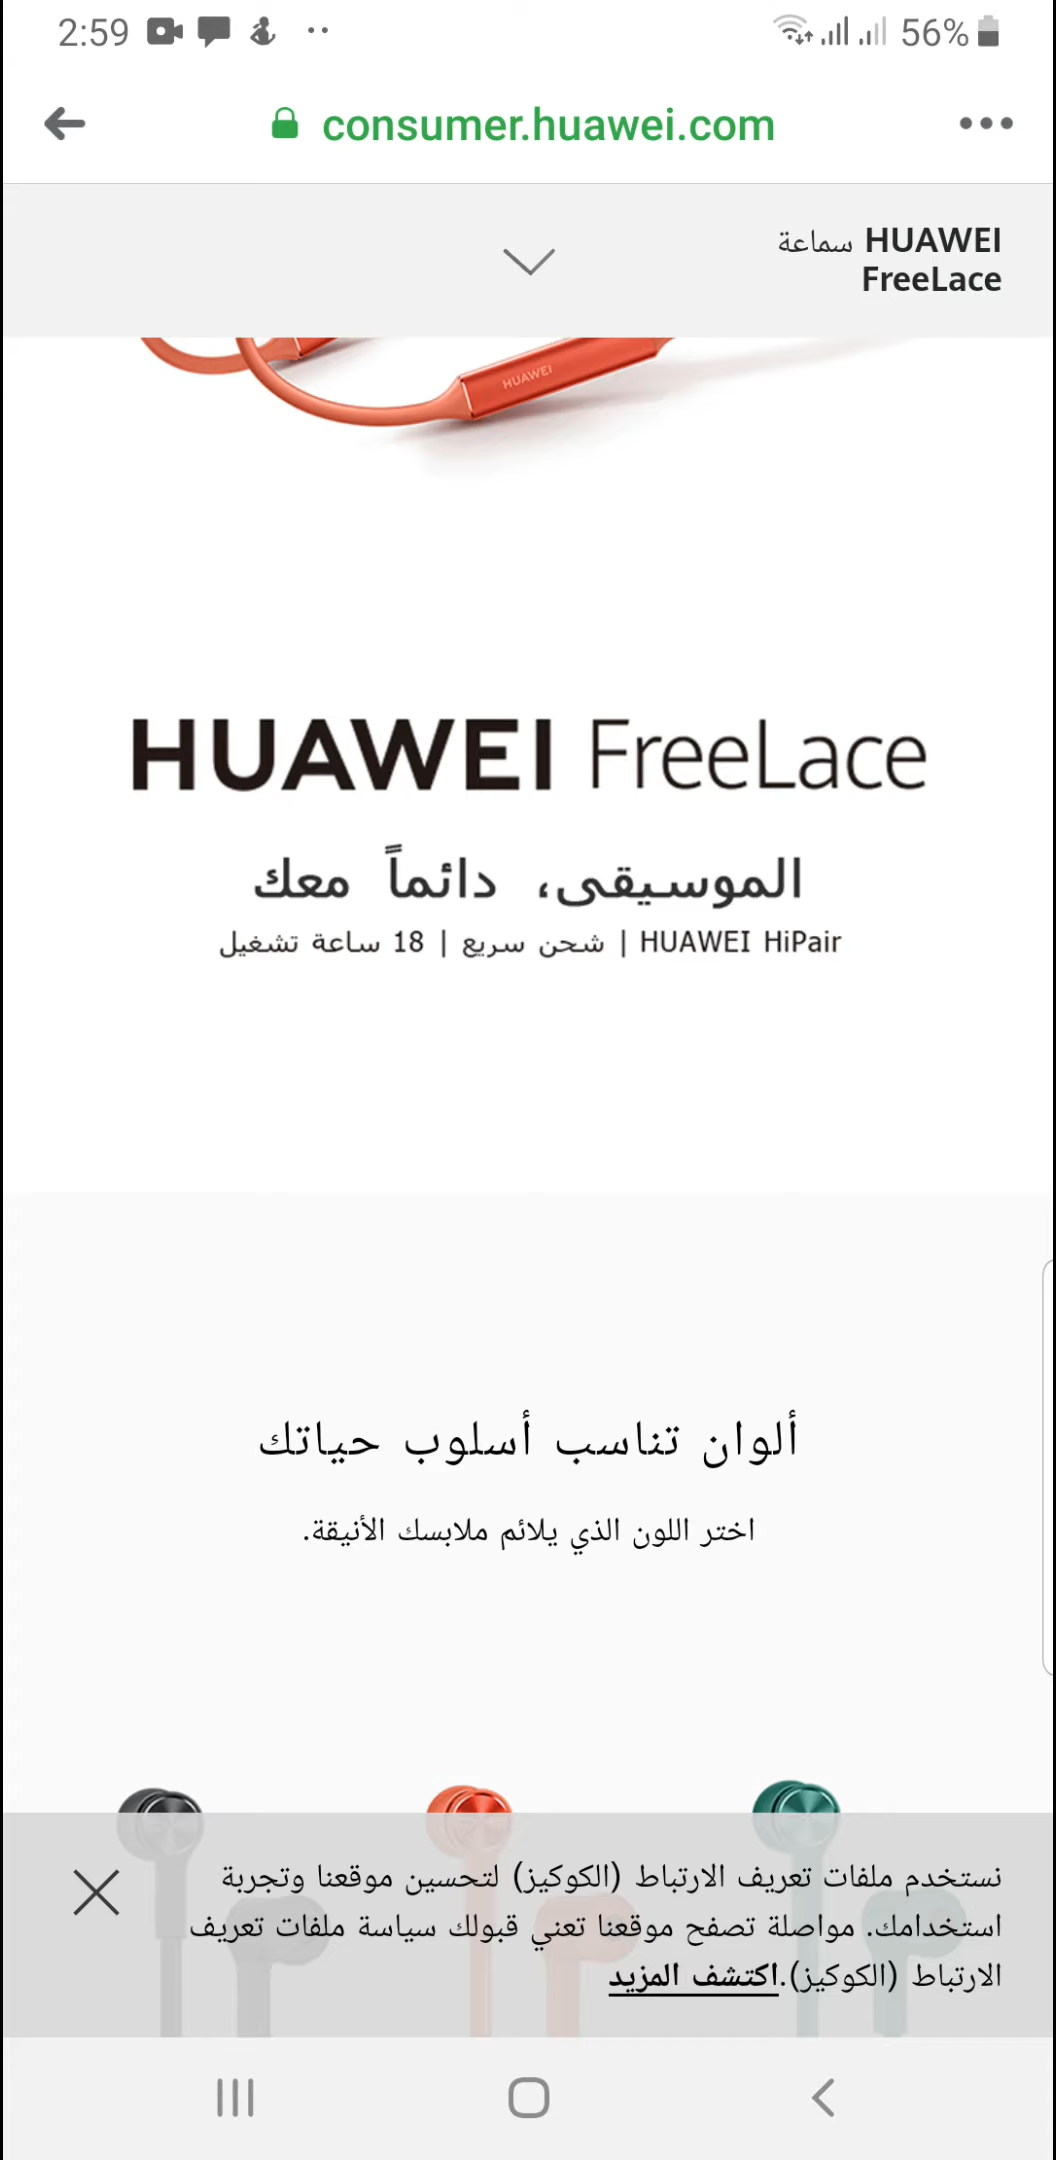 2:59
56%
consumer.huawei.com
سماعة HUAWEI
FreeLace
HUAWEI
HUAWEI FreeLace
الموسيقى، دائماً معك
HUAWEI HiPair | شحن سريع | 18 ساعة تشغيل
ألوان تناسب أسلوب حياتك
اختر اللون الذي يلائم ملابسك الأنيقة.
نستخدم ملفات تعريف الارتباط (الكوكيز) لتحسين موقعنا وتجربة
استخدامك. مواصلة تصفح موقعنا تعني قبولك سياسة ملفات تعريف
الارتباط (الكوكيز).اكتشف المزيد